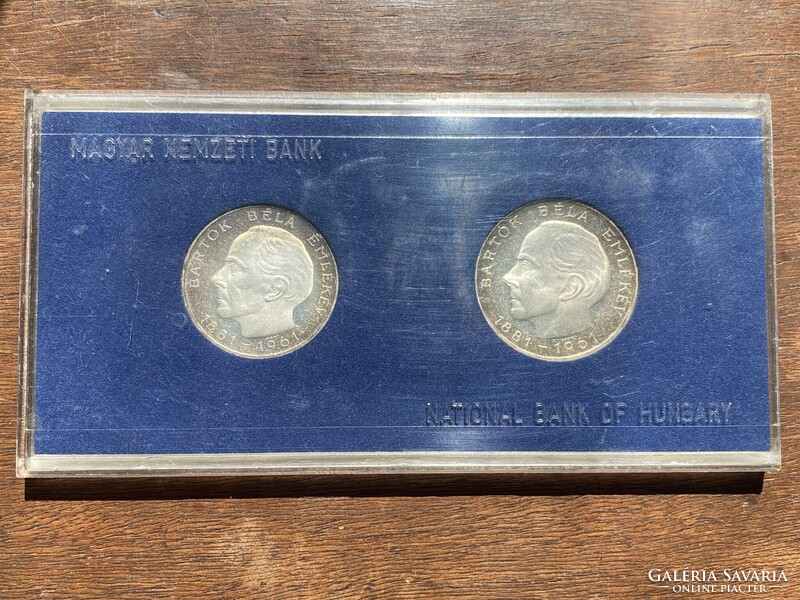 MAGYAR NEMZETI BANK
BARTÓK BÉLA EMLÉKÉV
1881-1961
BARTÓK BÉLA EMLÉKÉV
1881-1961
NATIONAL BANK OF HUNGARY
GALÉRIA SAVARIA
ONLINE PIACTÉR